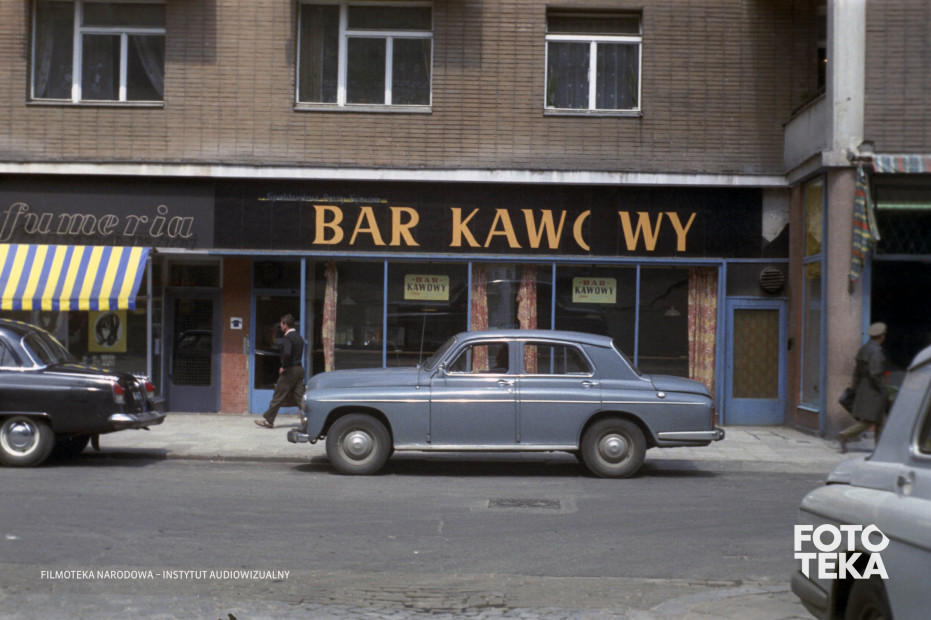 fumeria
BAR KAWOWY
BAR
KAWOWY
BAR
KAWOWY
FOTO
TEKA
FILMOTEKA NARODOWA – INSTYTUT AUDIOWIZUALNY